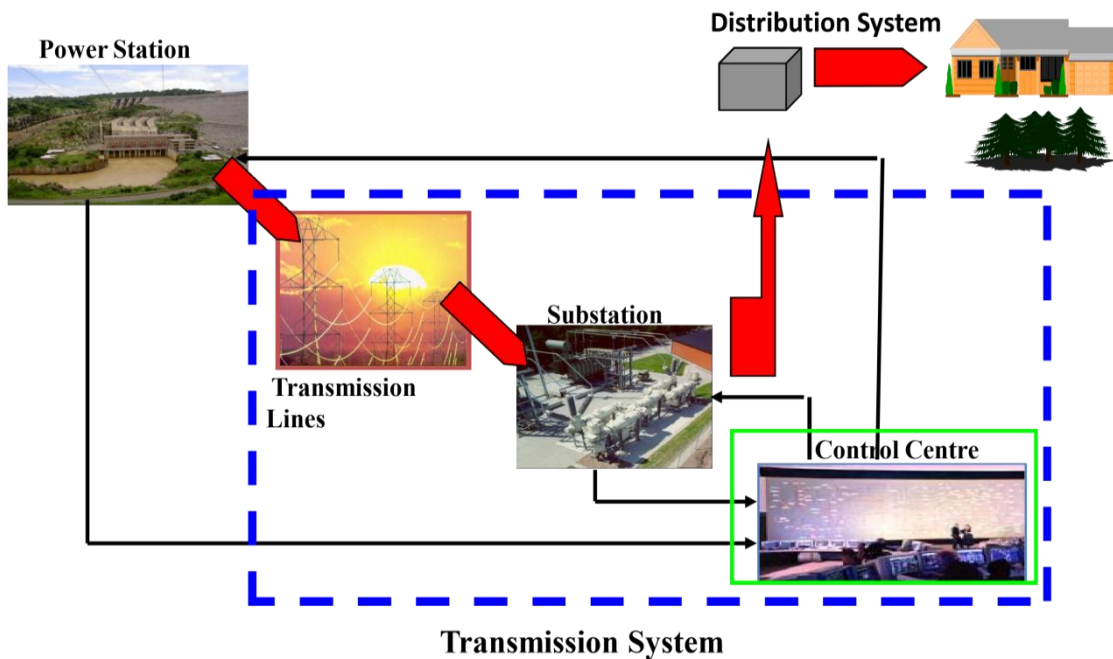 Distribution System
Power Station
Substation
Transmission
Lines
Control Centre
Transmission System